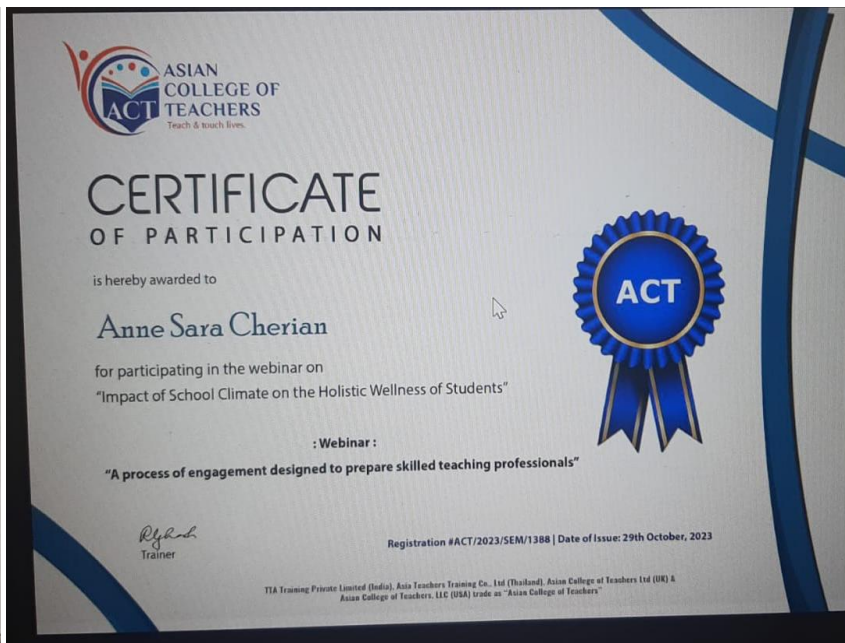 ASIAN
COLLEGE OF
TEACHERS
ACT
Teach & touch lives.
CERTIFICATE
OF PARTICIPATION
is hereby awarded to
Anne Sara Cherian
for participating in the webinar on
“Impact of School Climate on the Holistic Wellness of Students”
ACT
: Webinar :
“A process of engagement designed to prepare skilled teaching professionals”
Trainer
Registration #ACT/2023/SEM/1388 | Date of Issue: 29th October, 2023
TTA Training Private Limited (India), Asia Teachers Training Co., Ltd (Thailand), Asian College of Teachers Ltd (UK) &
Asian College of Teachers, LLC (USA) trade as "Asian College of Teachers"